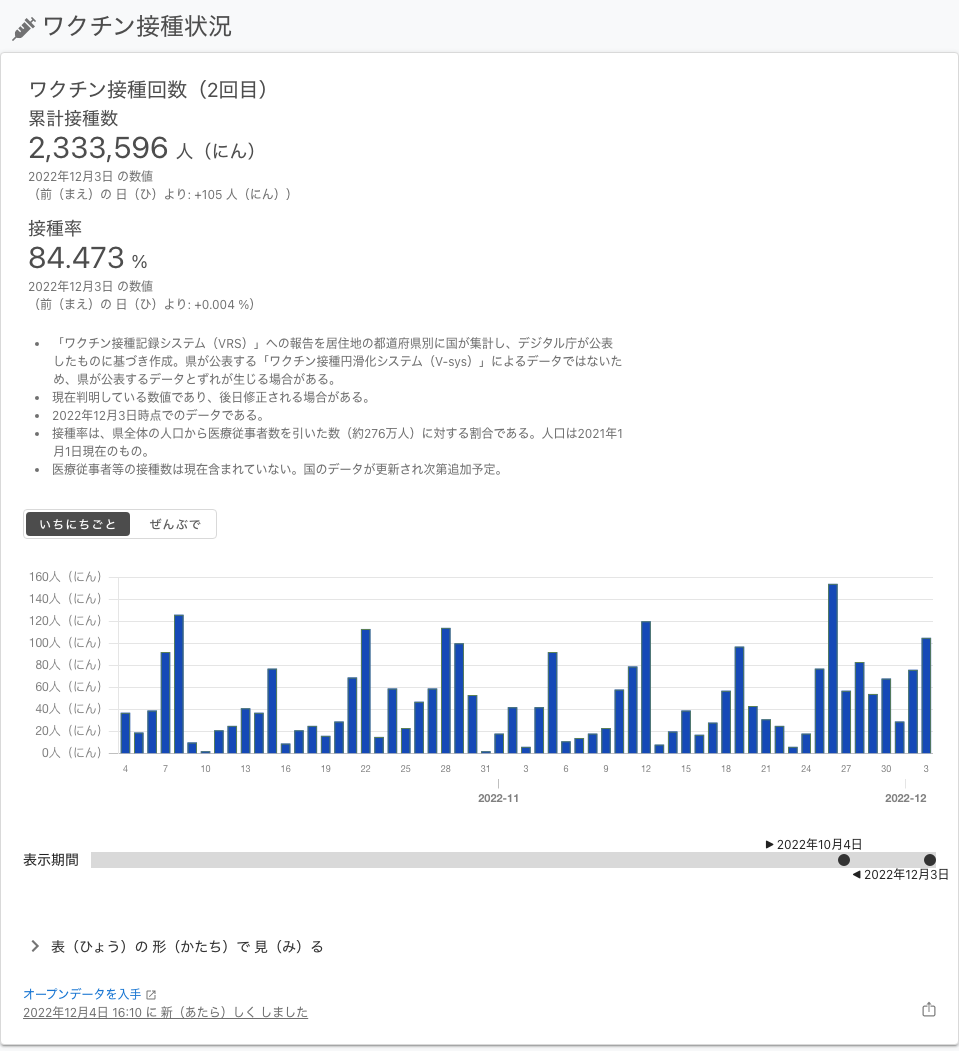 ワクチン接種状況
ワクチン接種回数（2回目）
累計接種数
2,333,596 人（にん）
2022年12月3日 の数値
（前（まえ）の 日（ひ）より: +105 人（にん））
接種率
84.473 %
2022年12月3日 の数値
（前（まえ）の 日（ひ）より: +0.004 %）
• 「ワクチン接種記録システム（VRS）」への報告を居住地の都道府県別に国が集計し、デジタル庁が公表
したものに基づき作成。県が公表する「ワクチン接種円滑化システム（V-sys）」によるデータではないた
め、県が公表するデータとずれが生じる場合がある。
• 現在判明している数値であり、後日修正される場合がある。
• 2022年12月3日時点でのデータである。
• 接種率は、県全体の人口から医療従事者数を引いた数（約276万人）に対する割合である。人口は2021年1
月1日現在のもの。
• 医療従事者等の接種数は現在含まれていない。国のデータが更新され次第追加予定。
いちにちごと ぜんぶで
160人（にん）
140人（にん）
120人（にん）
100人（にん）
80人（にん）
60人（にん）
40人（にん）
20人（にん）
0人（にん）
4 7 10 13 16 19 22 25 28 31 3 6 9 12 15 18 21 24 27 30 3
2022-11 2022-12
▶ 2022年10月4日
表示期間
◀ 2022年12月3日
表（ひょう）の 形（かたち）で 見（み）る
オープンデータを入手
2022年12月4日 16:10 に 新（あたら）しく しました